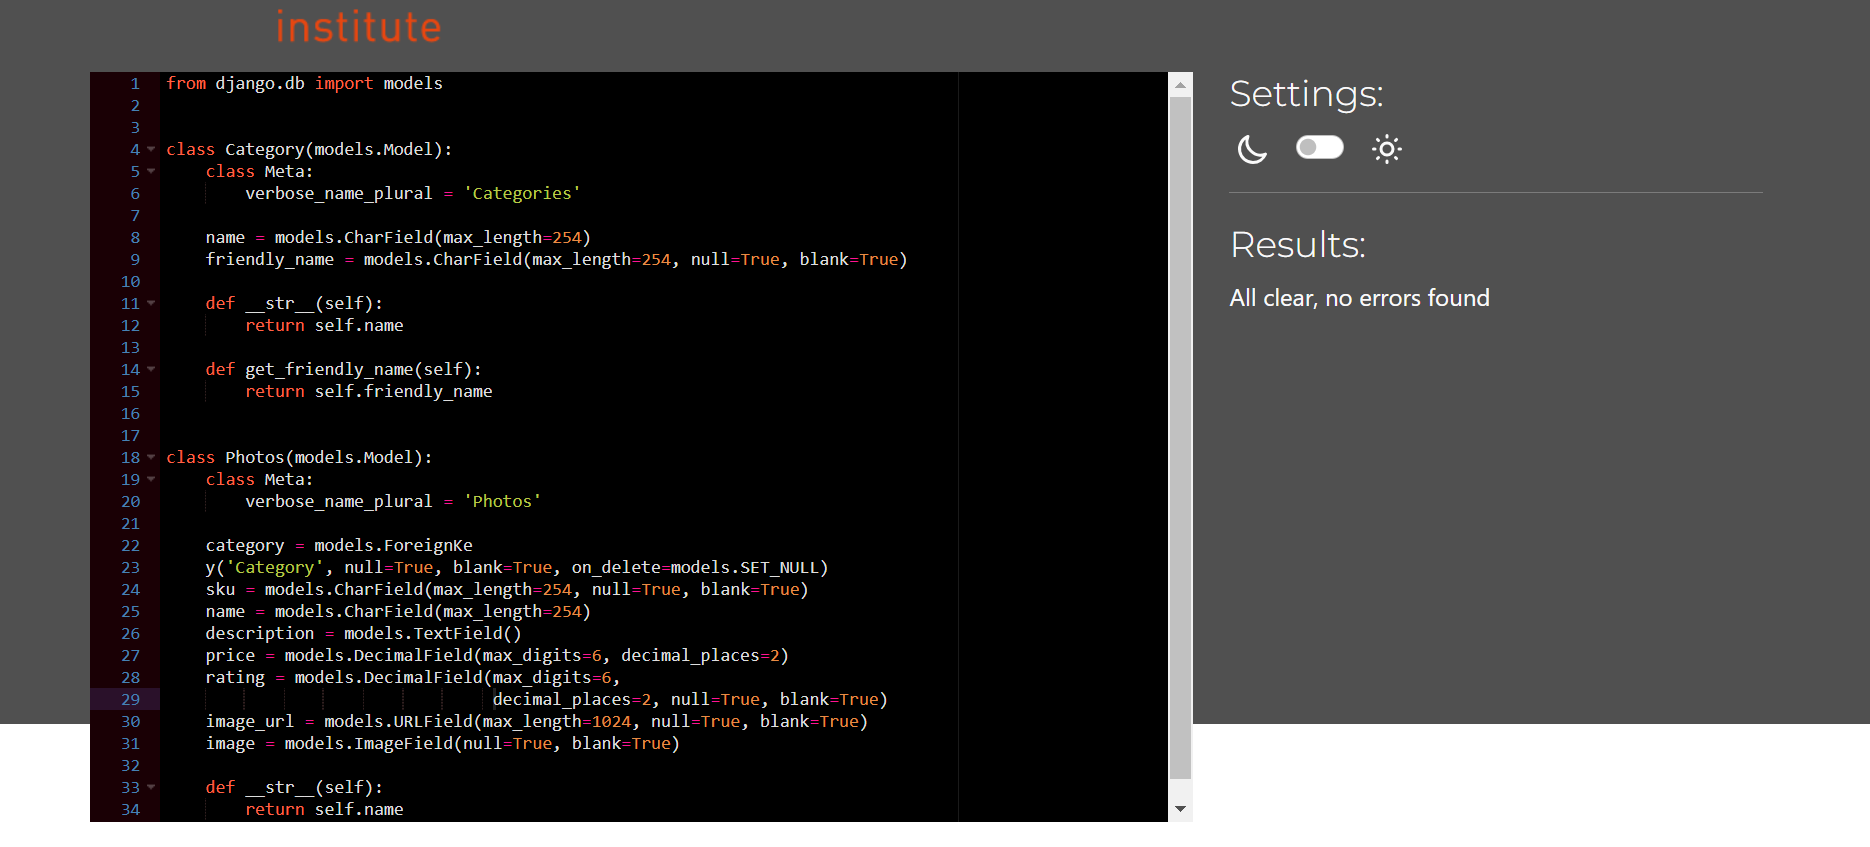 institute
1 from django.db import models
2
3
4 class Category(models.Model):
5     class Meta:
6         verbose_name_plural = 'Categories'
7
8     name = models.CharField(max_length=254)
9     friendly_name = models.CharField(max_length=254, null=True, blank=True)
10
11     def __str__(self):
12         return self.name
13
14     def get_friendly_name(self):
15         return self.friendly_name
16
17
18 class Photos(models.Model):
19     class Meta:
20         verbose_name_plural = 'Photos'
21
22     category = models.ForeignKe
23     y('Category', null=True, blank=True, on_delete=models.SET_NULL)
24     sku = models.CharField(max_length=254, null=True, blank=True)
25     name = models.CharField(max_length=254)
26     description = models.TextField()
27     price = models.DecimalField(max_digits=6, decimal_places=2)
28     rating = models.DecimalField(max_digits=6,
29                                  decimal_places=2, null=True, blank=True)
30     image_url = models.URLField(max_length=1024, null=True, blank=True)
31     image = models.ImageField(null=True, blank=True)
32
33     def __str__(self):
34         return self.name
Settings:
Results:
All clear, no errors found